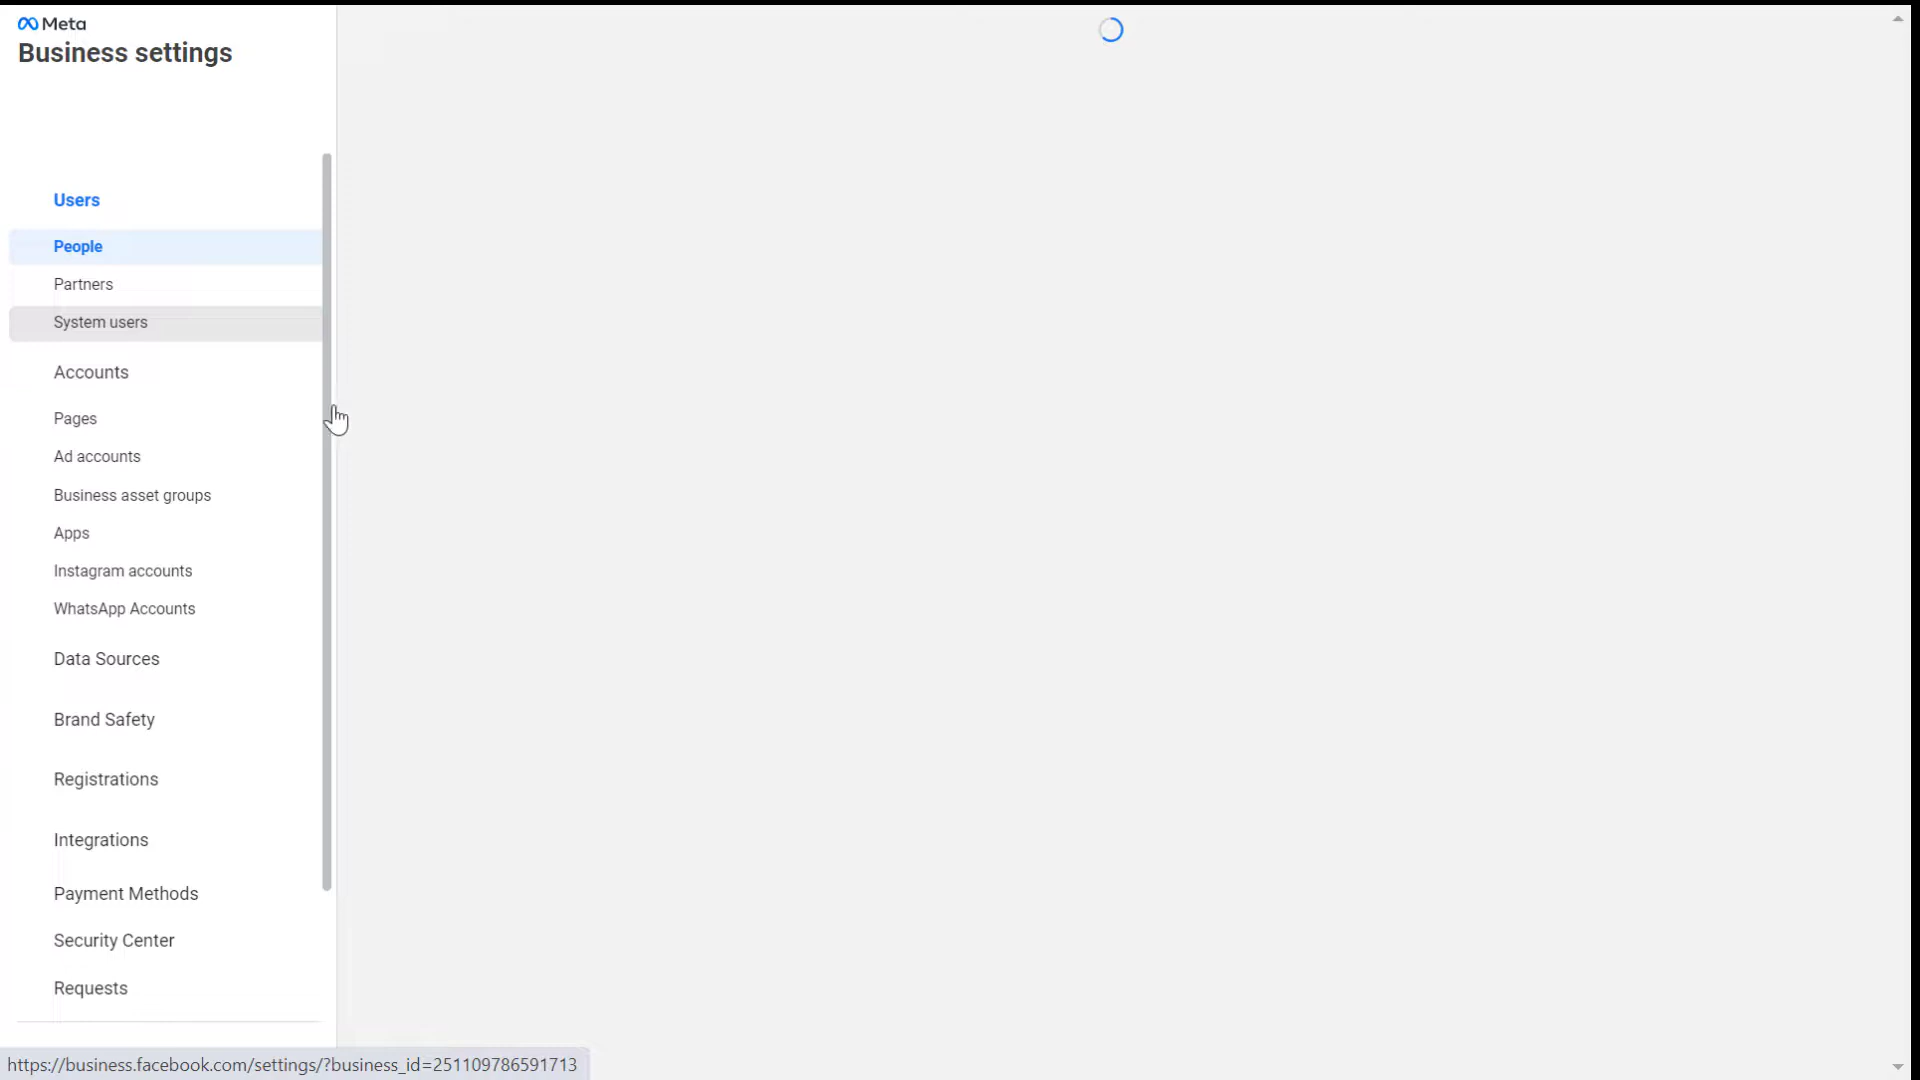 Meta
Business settings
Users
People
Partners
System users
Accounts
Pages
Ad accounts
Business asset groups
Apps
Instagram accounts
WhatsApp Accounts
Data Sources
Brand Safety
Registrations
Integrations
Payment Methods
Security Center
Requests
https://business.facebook.com/settings/?business_id=251109786591713